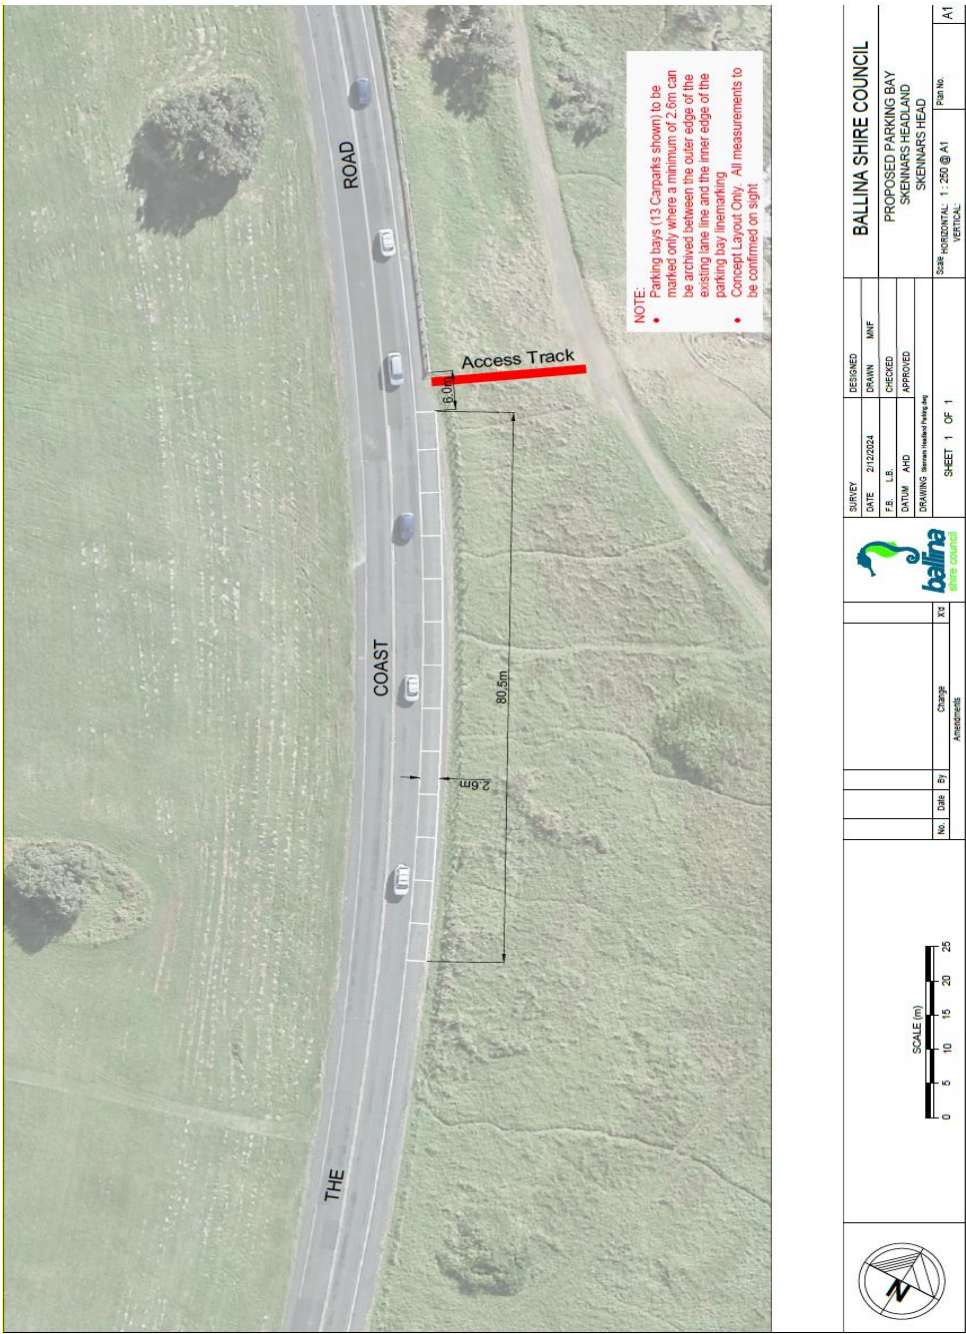 THE
COAST
ROAD
Access Track
6.0m
80.5m
2.6m
NOTE:
• Parking bays (13 Carparks shown) to be
marked only where a minimum of 2.6m can
be archived between the outer edge of the
existing lane line and the inner edge of the
parking bay linemarking
• Concept Layout Only. All measurements to
be confirmed on sight
N
SCALE (m)
0 5 10 15 20 25
No. Date By Change X'd
Amendments
ballina
shire council
SURVEY DESIGNED
DATE 2/12/2024 DRAWN MNF
F.B. L.B. CHECKED
DATUM AHD APPROVED
DRAWING Skennars Headland Parking.dwg
SHEET 1 OF 1
BALLINA SHIRE COUNCIL
PROPOSED PARKING BAY
SKENNARS HEADLAND
SKENNARS HEAD
Scale HORIZONTAL: 1 : 250 @ A1 Plan No. A1
VERTICAL: